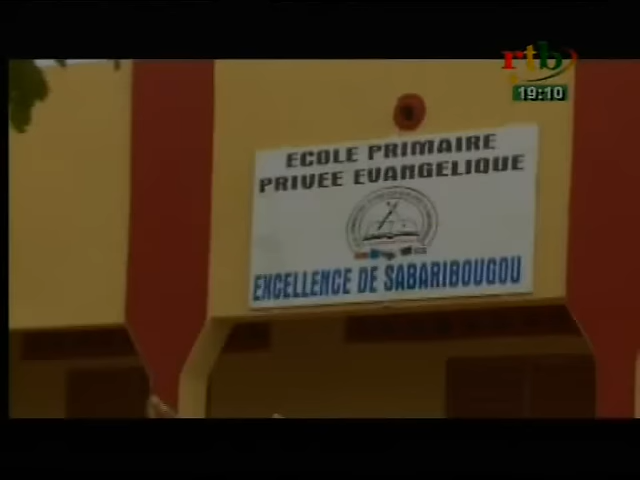 rtb
19:10
ECOLE PRIMAIRE
PRIVEE EVANGELIQUE
EXCELLENCE DE SABARIBOUGOU